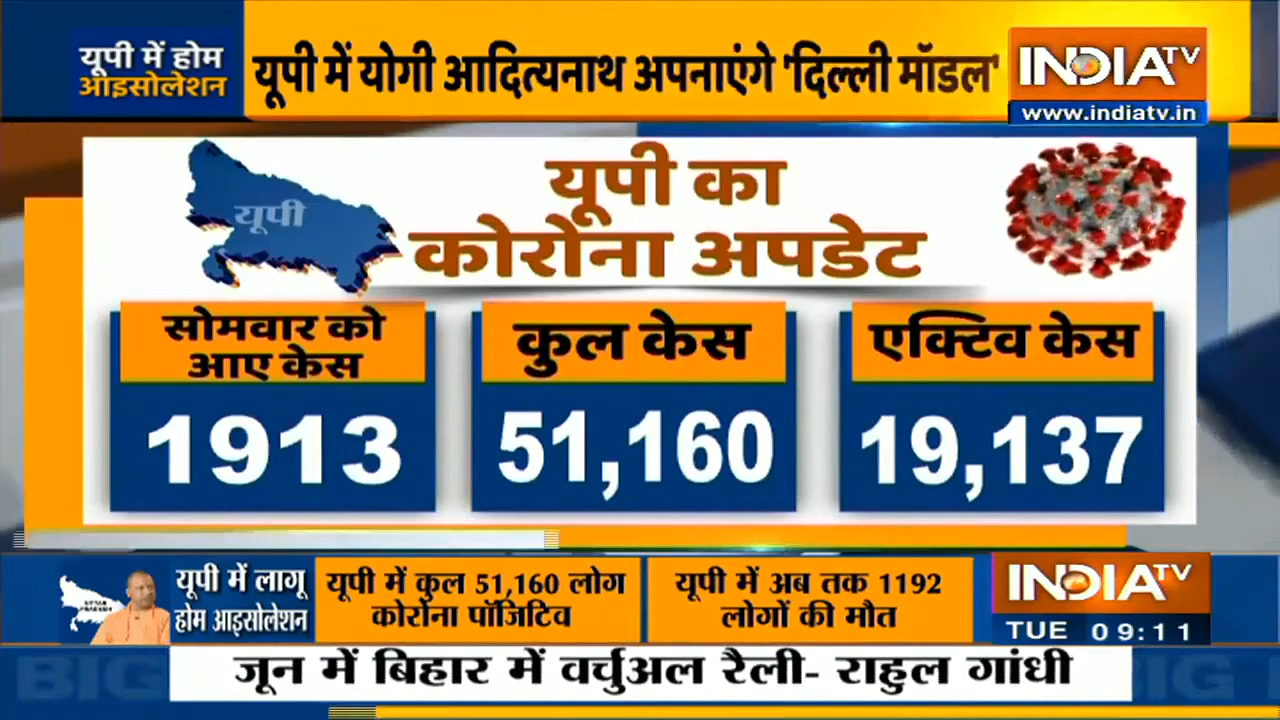 यूपी में होम
आइसोलेशन
यूपी में योगी आदित्यनाथ अपनाएंगे 'दिल्ली मॉडल'
INDIA TV
www.indiatv.in
यूपी
यूपी का
कोरोना अपडेट
सोमवार को
आए केस
1913
कुल केस
51,160
एक्टिव केस
19,137
यूपी में लागू
होम आइसोलेशन
यूपी में कुल 51,160 लोग
कोरोना पॉजिटिव
यूपी में अब तक 1192
लोगों की मौत
INDIA TV
TUE 09:11
BIG
जून में बिहार में वर्चुअल रैली- राहुल गांधी